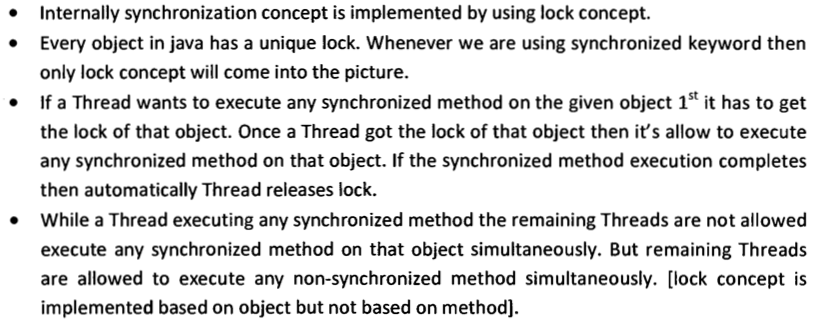 • Internally synchronization concept is implemented by using lock concept.
• Every object in java has a unique lock. Whenever we are using synchronized keyword then
only lock concept will come into the picture.
• If a Thread wants to execute any synchronized method on the given object 1st it has to get
the lock of that object. Once a Thread got the lock of that object then it's allow to execute
any synchronized method on that object. If the synchronized method execution completes
then automatically Thread releases lock.
• While a Thread executing any synchronized method the remaining Threads are not allowed
execute any synchronized method on that object simultaneously. But remaining Threads
are allowed to execute any non-synchronized method simultaneously. [lock concept is
implemented based on object but not based on method].